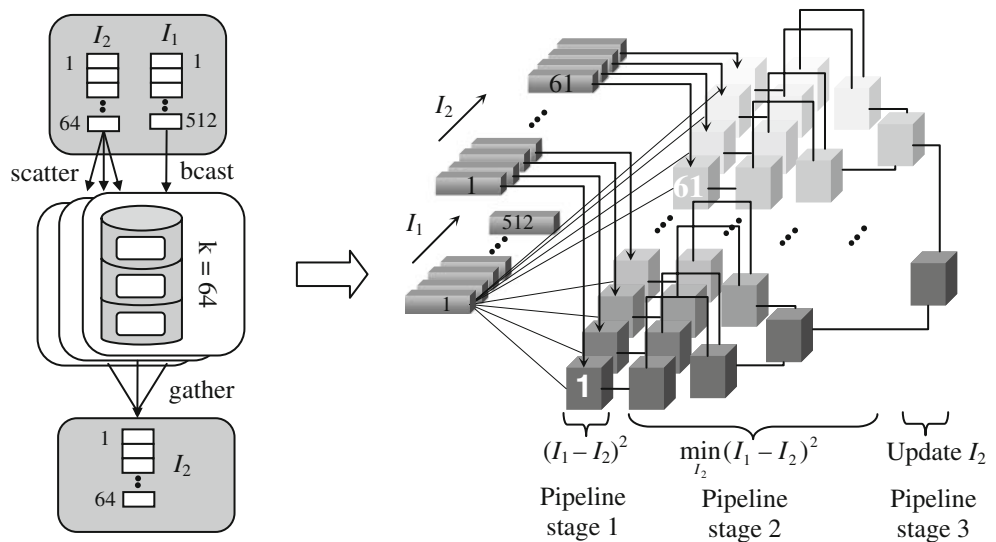 I₂ I₁
1 1
64 512
scatter bcast
k = 64
gather
1
I₂
64
61
I₂
1
I₁
512
1
61
1
(I₁ – I₂)²
min (I₁ – I₂)²
I₂
Update I₂
Pipeline stage 1
Pipeline stage 2
Pipeline stage 3